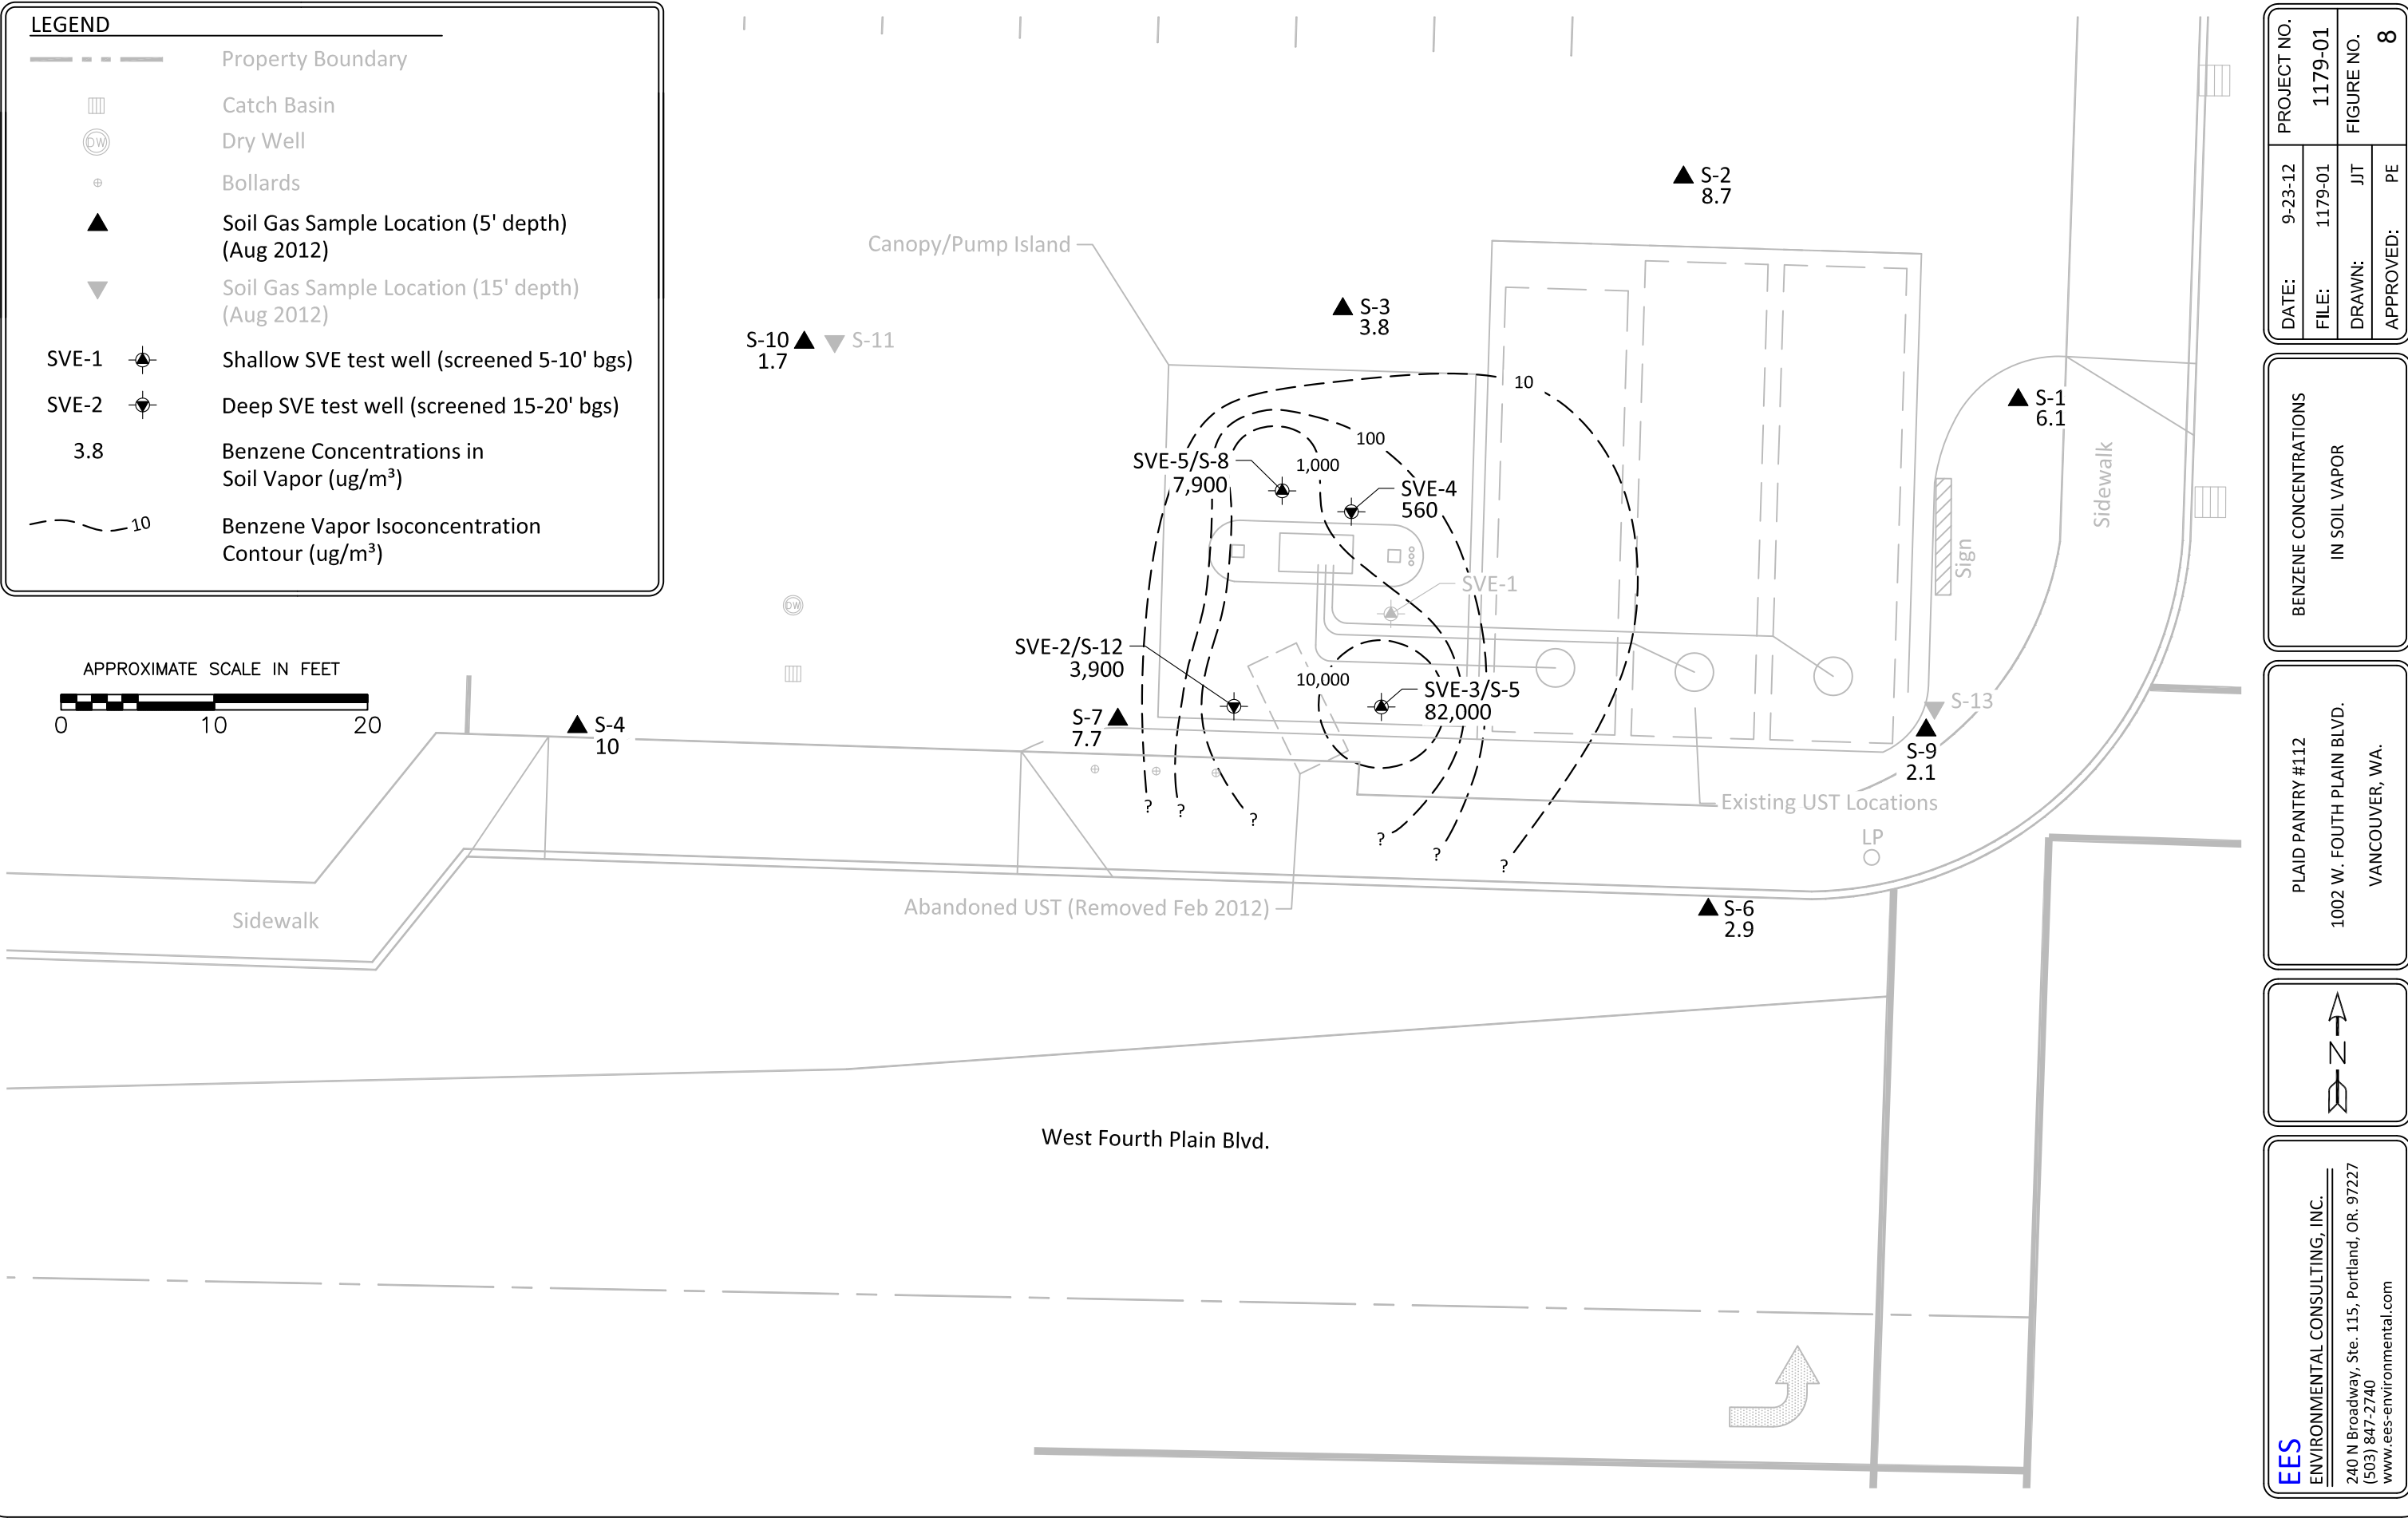 LEGEND
Property Boundary
Catch Basin
DW
Dry Well
Bollards
Soil Gas Sample Location (5' depth)
(Aug 2012)
Soil Gas Sample Location (15' depth)
(Aug 2012)
SVE-1
Shallow SVE test well (screened 5-10' bgs)
SVE-2
Deep SVE test well (screened 15-20' bgs)
3.8
Benzene Concentrations in
Soil Vapor (ug/m³)
10
Benzene Vapor Isoconcentration
Contour (ug/m³)
APPROXIMATE SCALE IN FEET
0 10 20
S-2
8.7
Canopy/Pump Island
S-3
3.8
S-10
1.7
S-11
10
S-1
6.1
100
1,000
SVE-5/S-8
7,900
SVE-4
560
Sidewalk
Sign
SVE-1
DW
SVE-2/S-12
3,900
10,000
SVE-3/S-5
82,000
S-13
S-7
7.7
S-4
10
S-9
2.1
?
?
?
?
?
?
Existing UST Locations
LP
Abandoned UST (Removed Feb 2012)
S-6
2.9
Sidewalk
West Fourth Plain Blvd.
DATE: 9-23-12
FILE: 1179-01
DRAWN: JJT
APPROVED: PE
PROJECT NO.
1179-01
FIGURE NO.
8
BENZENE CONCENTRATIONS
IN SOIL VAPOR
PLAID PANTRY #112
1002 W. FOUTH PLAIN BLVD.
VANCOUVER, WA.
N
EES
ENVIRONMENTAL CONSULTING, INC.
240 N Broadway, Ste. 115, Portland, OR. 97227
(503) 847-2740
www.ees-environmental.com